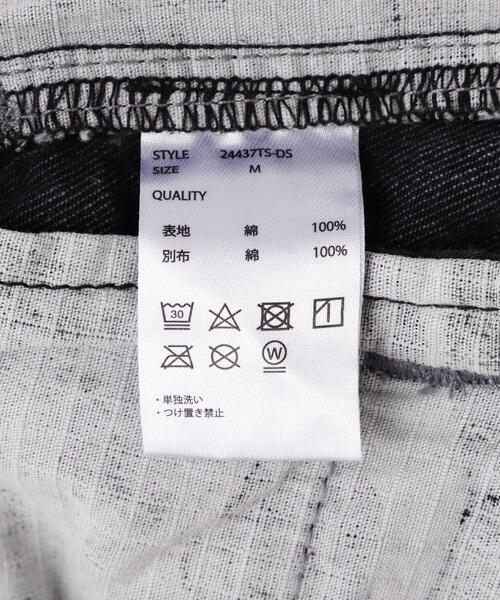 STYLE 24437TS-DS
SIZE M
QUALITY
表地 綿 100%
別布 綿 100%
30
W
・単独洗い
・つけ置き禁止